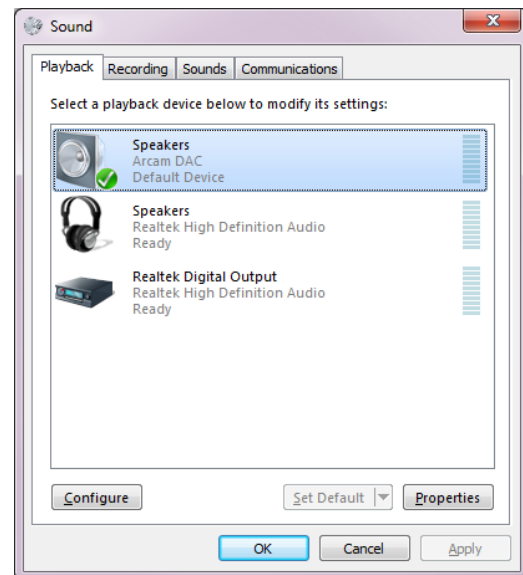 Sound
Playback Recording Sounds Communications
Select a playback device below to modify its settings:
Speakers
Arcam DAC
Default Device
Speakers
Realtek High Definition Audio
Ready
Realtek Digital Output
Realtek High Definition Audio
Ready
Configure Set Default Properties
OK Cancel Apply